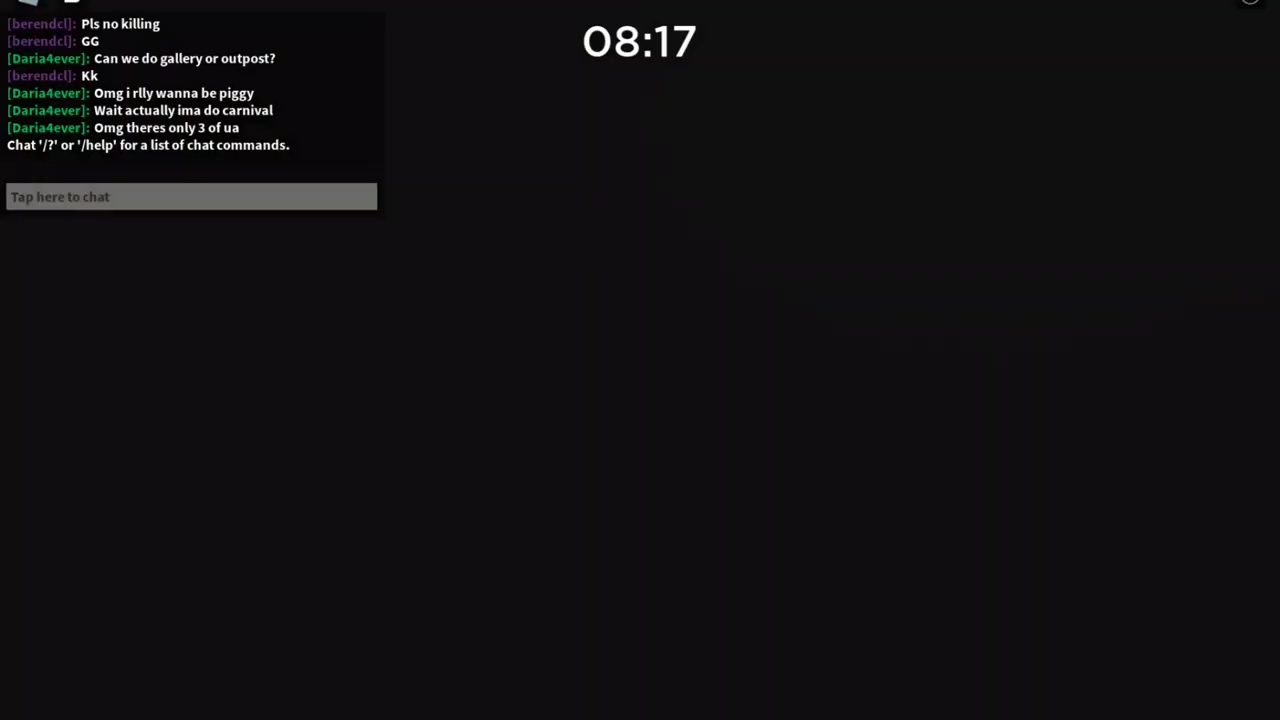 [berendcl]: Pls no killing
08:17
[berendcl]: GG
[Daria4ever]: Can we do gallery or outpost?
[berendcl]: Kk
[Daria4ever]: Omg i rlly wanna be piggy
[Daria4ever]: Wait actually ima do carnival
[Daria4ever]: Omg theres only 3 of ua
Chat '/?' or '/help' for a list of chat commands.
Tap here to chat